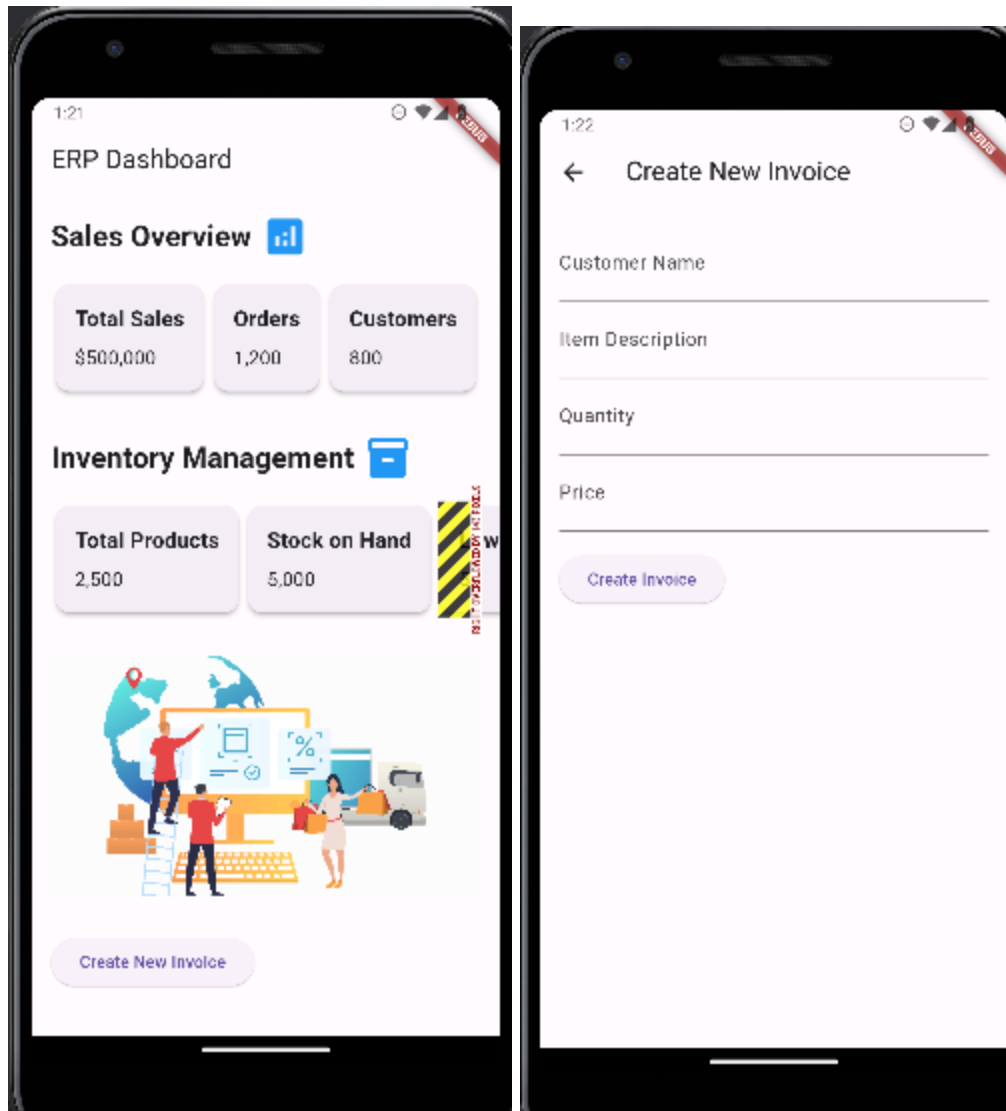 1:21
DEBUG
ERP Dashboard
Sales Overview
Total Sales
Orders
Customers
$500,000
1,200
800
Inventory Management
Total Products
Stock on Hand
w
2,500
5,000
%
Create New Invoice
1:22
DEBUG
Create New Invoice
Customer Name
Item Description
Quantity
Price
Create Invoice